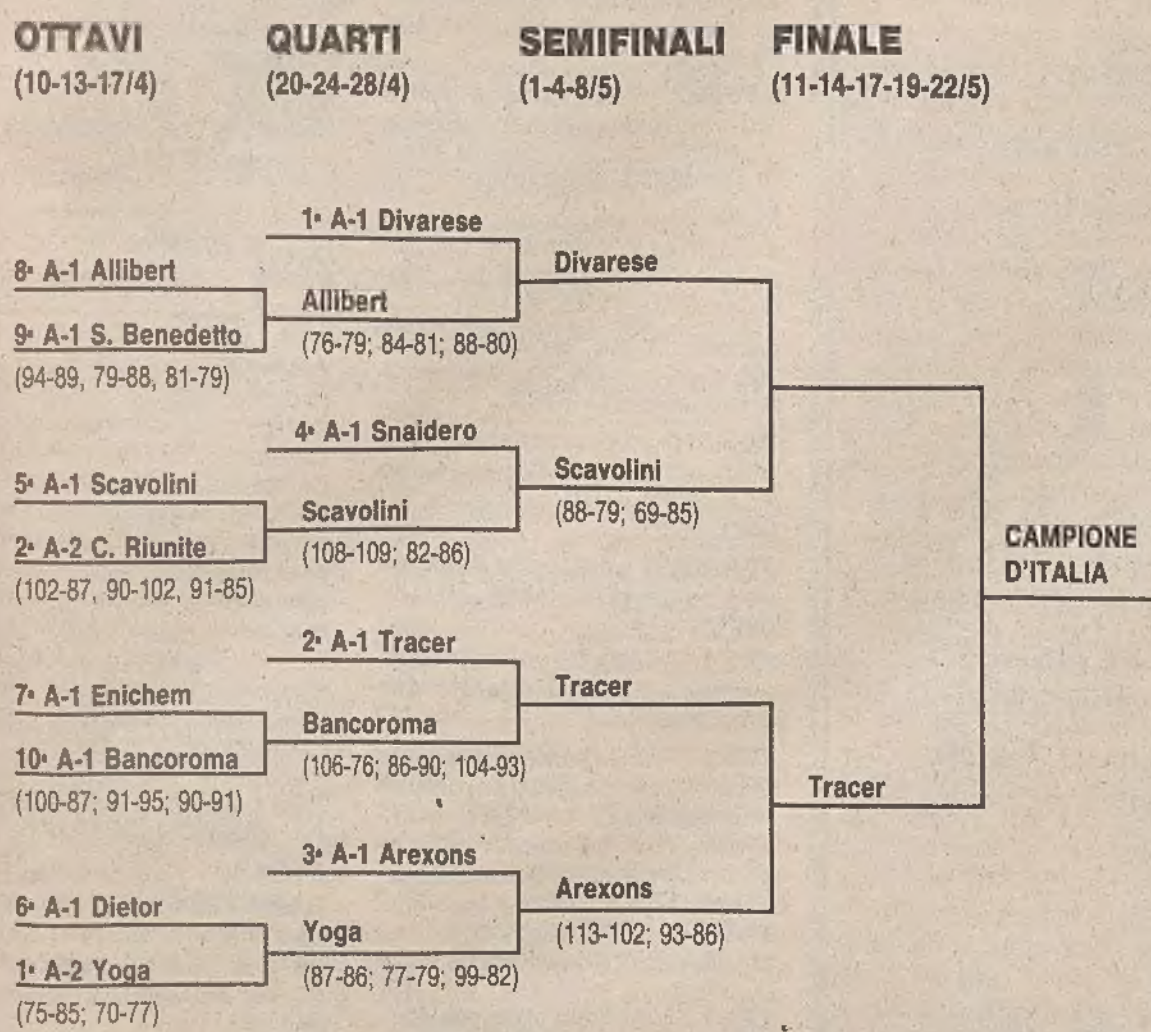 OTTAVI
(10-13-17/4)
QUARTI
(20-24-28/4)
SEMIFINALI
(1-4-8/5)
FINALE
(11-14-17-19-22/5)
8ª A-1 Allibert
9ª A-1 S. Benedetto
(94-89, 79-88, 81-79)
5ª A-1 Scavolini
2ª A-2 C. Riunite
(102-87, 90-102, 91-85)
7ª A-1 Enichem
10ª A-1 Bancoroma
(100-87; 91-95; 90-91)
6ª A-1 Dietor
1ª A-2 Yoga
(75-85; 70-77)
1ª A-1 Divarese
Allibert
(76-79; 84-81; 88-80)
4ª A-1 Snaidero
Scavolini
(108-109; 82-86)
2ª A-1 Tracer
Bancoroma
(106-76; 86-90; 104-93)
3ª A-1 Arexons
Yoga
(87-86; 77-79; 99-82)
Divarese
Scavolini
(88-79; 69-85)
Tracer
Arexons
(113-102; 93-86)
Tracer
CAMPIONE
D'ITALIA